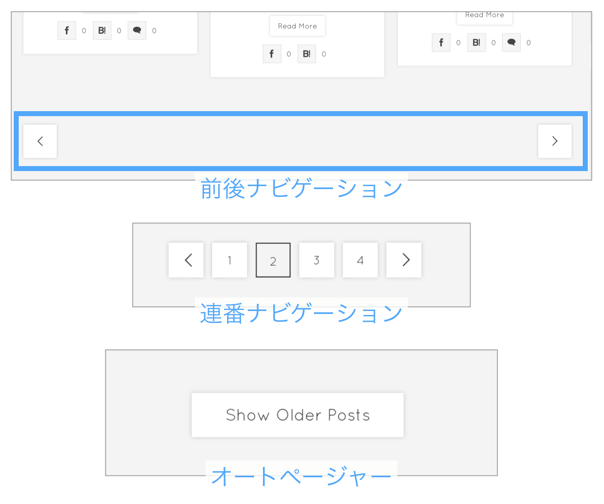 Read More
Read More
f 0 B! 0 0
f 0 B! 0
f 0 B! 0 0
前後ナビゲーション
1 2 3 4
連番ナビゲーション
Show Older Posts
オートページャー